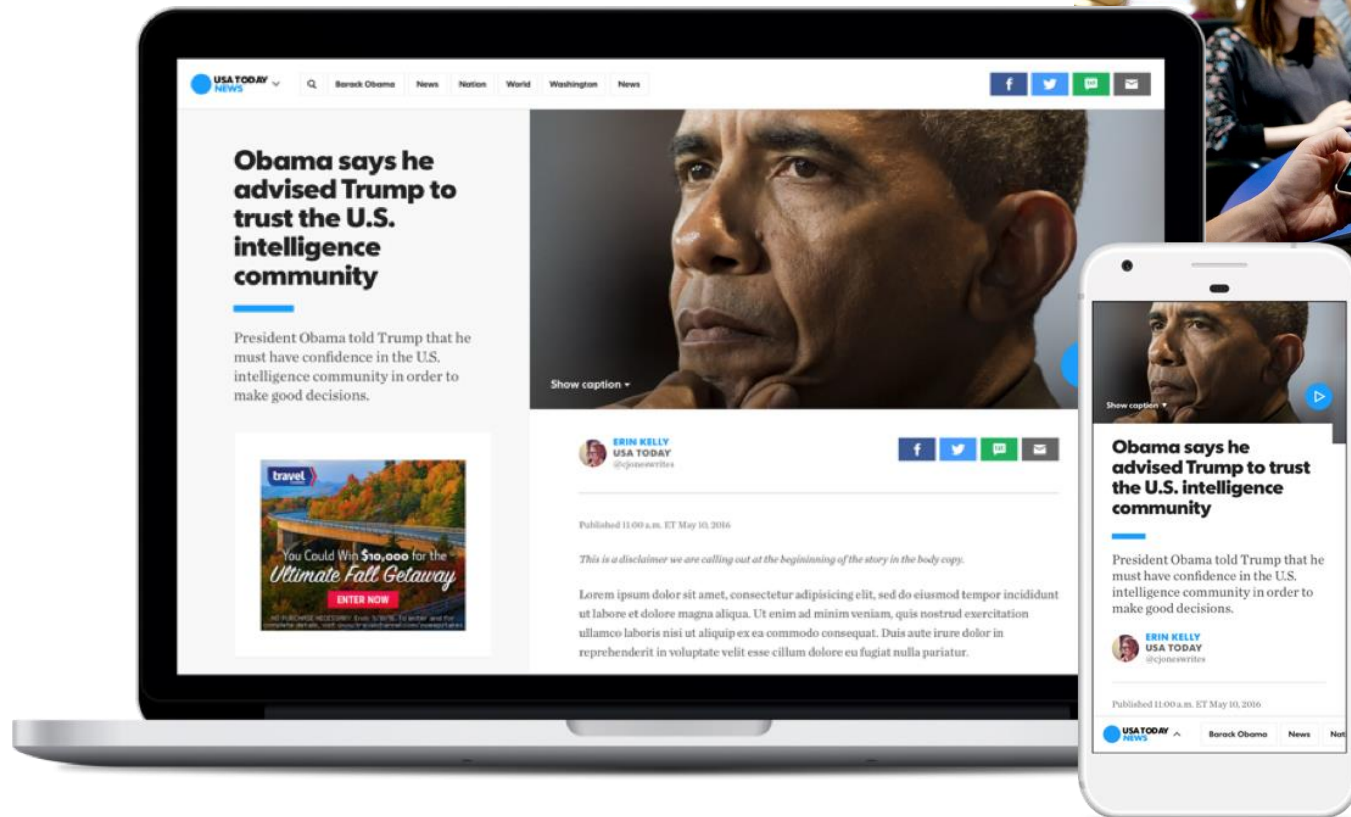 USA TODAY
NEWS
Barack Obama
News
Nation
World
Washington
News
Obama says he
advised Trump to
trust the U.S.
intelligence
community
President Obama told Trump that he
must have confidence in the U.S.
intelligence community in order to
make good decisions.
Show caption
travel
You Could Win $10,000 for the
Ultimate Fall Getaway
ENTER NOW
ERIN KELLY
USA TODAY
@cjoneswrites
Published 11:00 a.m. ET May 10, 2016
This is a disclaimer we are calling out at the begininning of the story in the body copy.
Lorem ipsum dolor sit amet, consectetur adipisicing elit, sed do eiusmod tempor incididunt
ut labore et dolore magna aliqua. Ut enim ad minim veniam, quis nostrud exercitation
ullamco laboris nisi ut aliquip ex ea commodo consequat. Duis aute irure dolor in
reprehenderit in voluptate velit esse cillum dolore eu fugiat nulla pariatur.
Show caption
Obama says he
advised Trump to trust
the U.S. intelligence
community
President Obama told Trump that he
must have confidence in the U.S.
intelligence community in order to
make good decisions.
ERIN KELLY
USA TODAY
@cjoneswrites
Published 11:00 a.m. ET May 10, 2016
USA TODAY
NEWS
Barack Obama
News
Nat